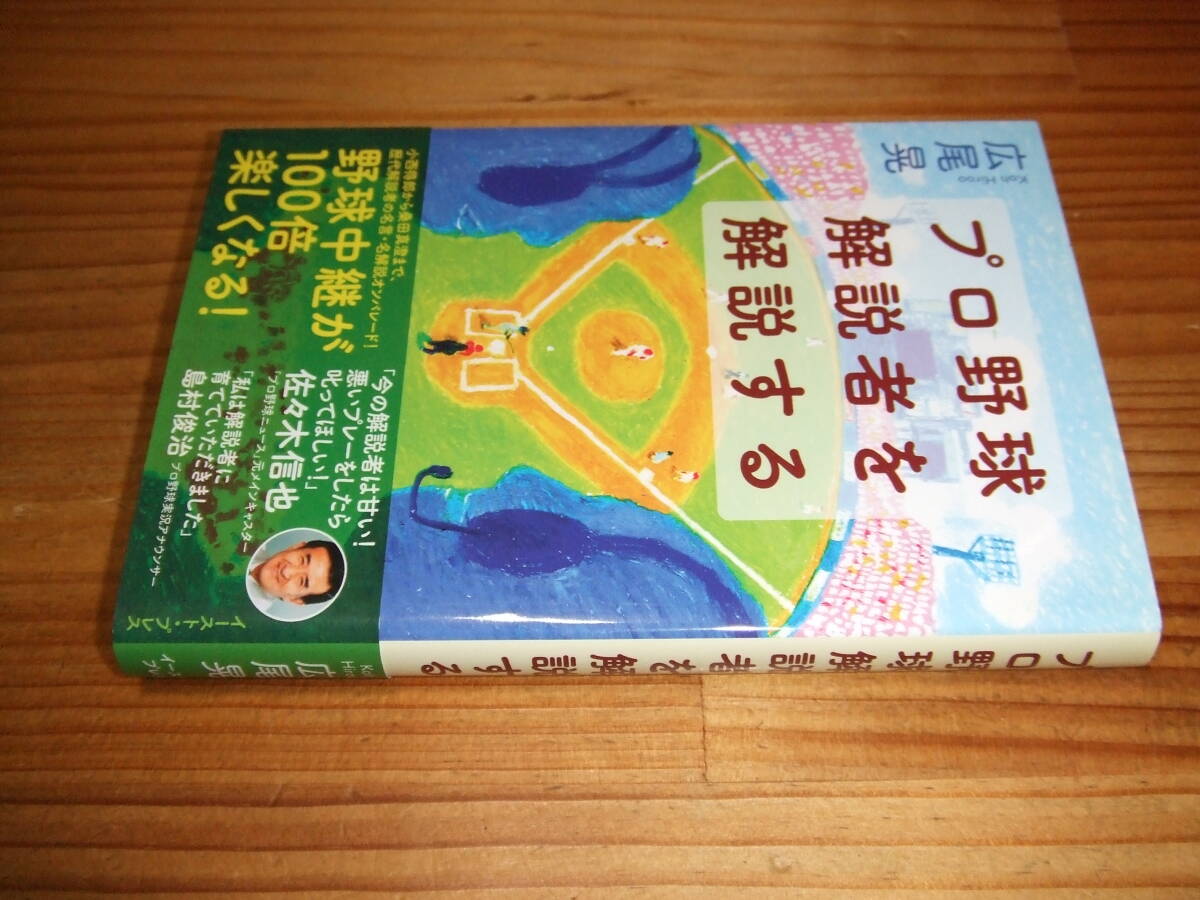 プロ野球
解説者を
解説する
広尾晃
Koh Hiroo
小西得郎から桑田真澄まで、
歴代解説者の名言・名解説オンパレード!
野球中継が
100倍
楽しくなる!
「今の解説者は甘い!
悪いプレーをしたら
叱ってほしい!」
佐々木信也
プロ野球ニュース元メインキャスター
「私は解説者に
育てていただきました」
島村俊治
プロ野球実況アナウンサー
イースト・プレス
プロ野球解説者を解説する
広尾晃